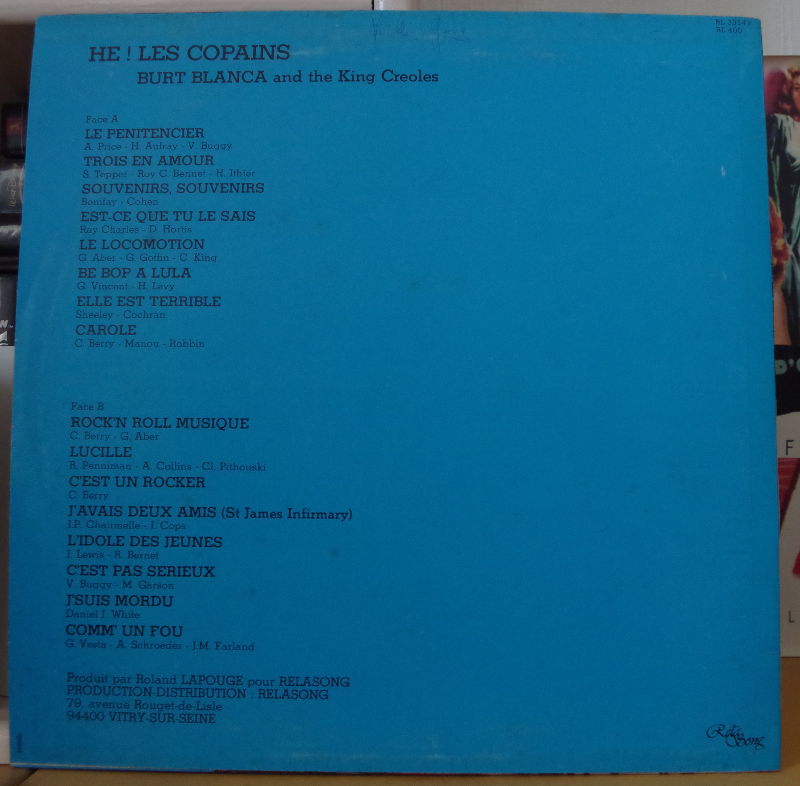 RL 33147
RL 400
HE ! LES COPAINS
BURT BLANCA and the King Creoles
Face A
LE PENITENCIER
A. Price - H. Aufray - V. Buggy
TROIS EN AMOUR
S. Tepper - Roy C. Bennet - H. Ithier
SOUVENIRS, SOUVENIRS
Bonifay - Cohen
EST-CE QUE TU LE SAIS
Ray Charles - D. Hortis
LE LOCOMOTION
G. Aber - G. Goffin - C. King
BE BOP A LULA
G. Vincent - H. Levy
ELLE EST TERRIBLE
Sheeley - Cochran
CAROLE
C. Berry - Manou - Robbin
Face B
ROCK'N ROLL MUSIQUE
C. Berry - G. Aber
LUCILLE
R. Penniman - A. Collins - Cl. Pithouski
C'EST UN ROCKER
C. Berry
J'AVAIS DEUX AMIS (St James Infirmary)
J.P. Chaumelle - I. Cops
L'IDOLE DES JEUNES
J. Lewis - R. Bernet
C'EST PAS SERIEUX
V. Buggy - M. Garson
J'SUIS MORDU
Daniel J. White
COMM' UN FOU
G. Vesta - A. Schroeder - J.M. Farland
Produit par Roland LAPOUGE pour RELASONG
PRODUCTION-DISTRIBUTION : RELASONG
79, avenue Rouget-de-Lisle
94400 VITRY-SUR-SEINE
Rela Song
D'O
F
L